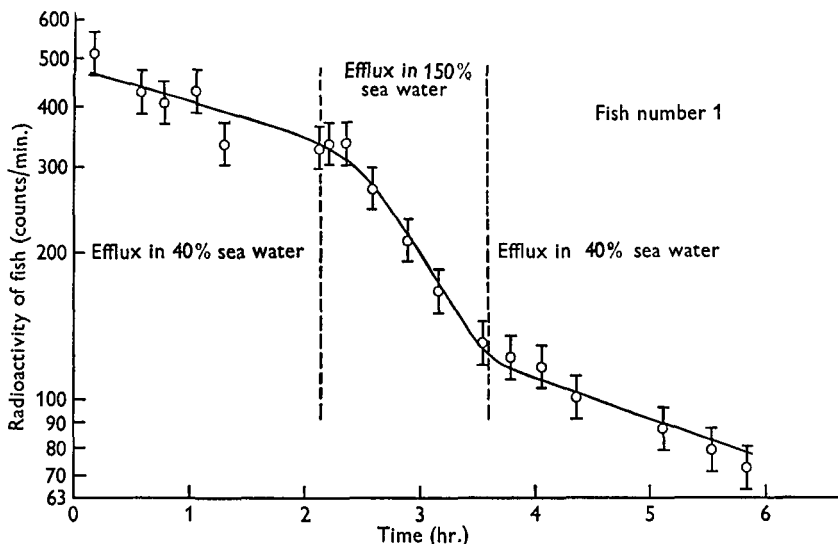 600
500
400
300
200
100
90
80
70
63
Radioactivity of fish (counts/min.)
Efflux in 150%
sea water
Fish number 1
Efflux in 40% sea water
Efflux in 40% sea water
0
1
2
3
4
5
6
Time (hr.)